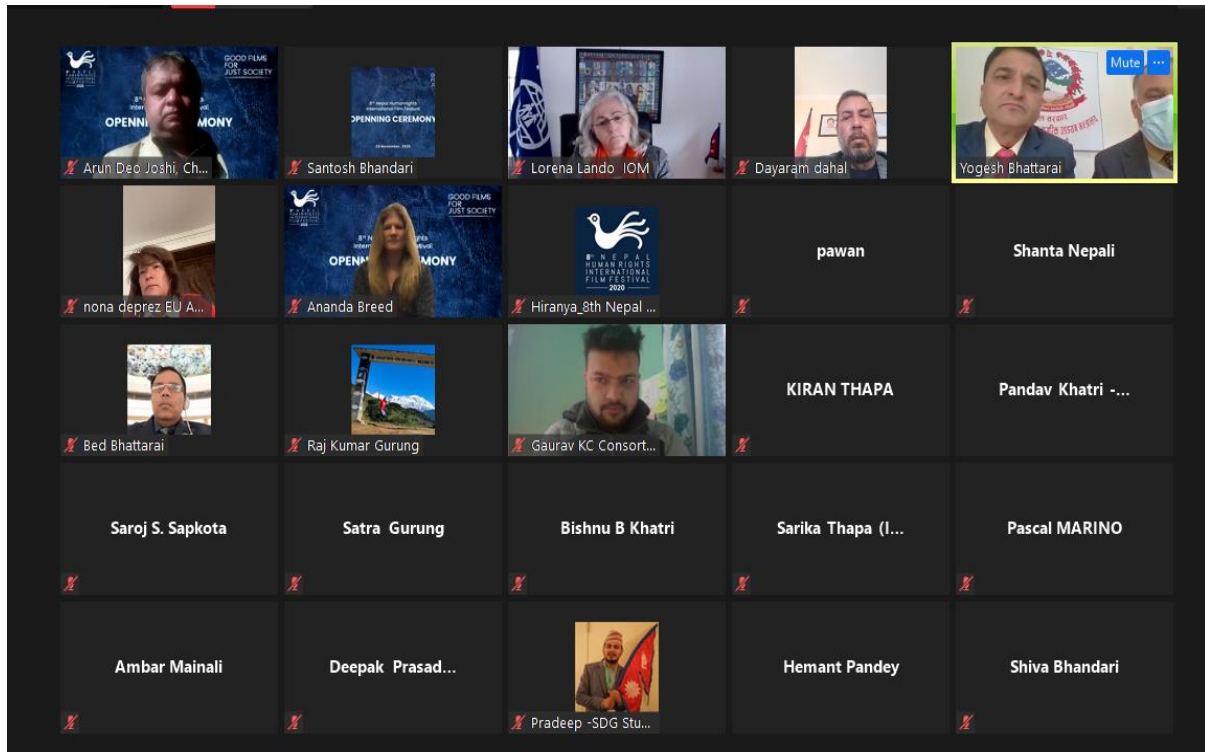 GOOD FILMS
FOR
JUST SOCIETY
Arun Deo Joshi, Ch...
OPENNING CEREMONY
Santosh Bhandari
Lorena Lando IOM
Dayaram dahal
Mute ...
Yogesh Bhattarai
nona deprez EU A...
GOOD FILMS
FOR
JUST SOCIETY
Ananda Breed
8th NEPAL
HUMAN RIGHTS
INTERNATIONAL
FILM FESTIVAL
2020
Hiranya_8th Nepal ...
pawan
Shanta Nepali
Bed Bhattarai
Raj Kumar Gurung
Gaurav KC Consort...
KIRAN THAPA
Pandav Khatri -...
Saroj S. Sapkota
Satra Gurung
Bishnu B Khatri
Sarika Thapa (I...
Pascal MARINO
Ambar Mainali
Deepak Prasad...
Pradeep -SDG Stu...
Hemant Pandey
Shiva Bhandari